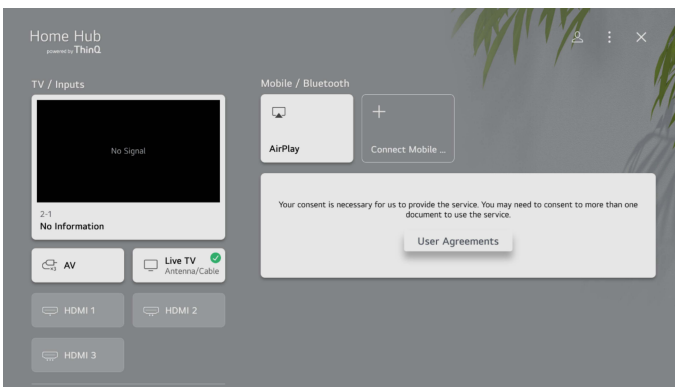 Home Hub
powered by ThinQ
TV / Inputs
No Signal
2-1
No Information
AV
Live TV
Antenna/Cable
HDMI 1
HDMI 2
HDMI 3
Mobile / Bluetooth
AirPlay
Connect Mobile ...
Your consent is necessary for us to provide the service. You may need to consent to more than one
document to use the service.
User Agreements